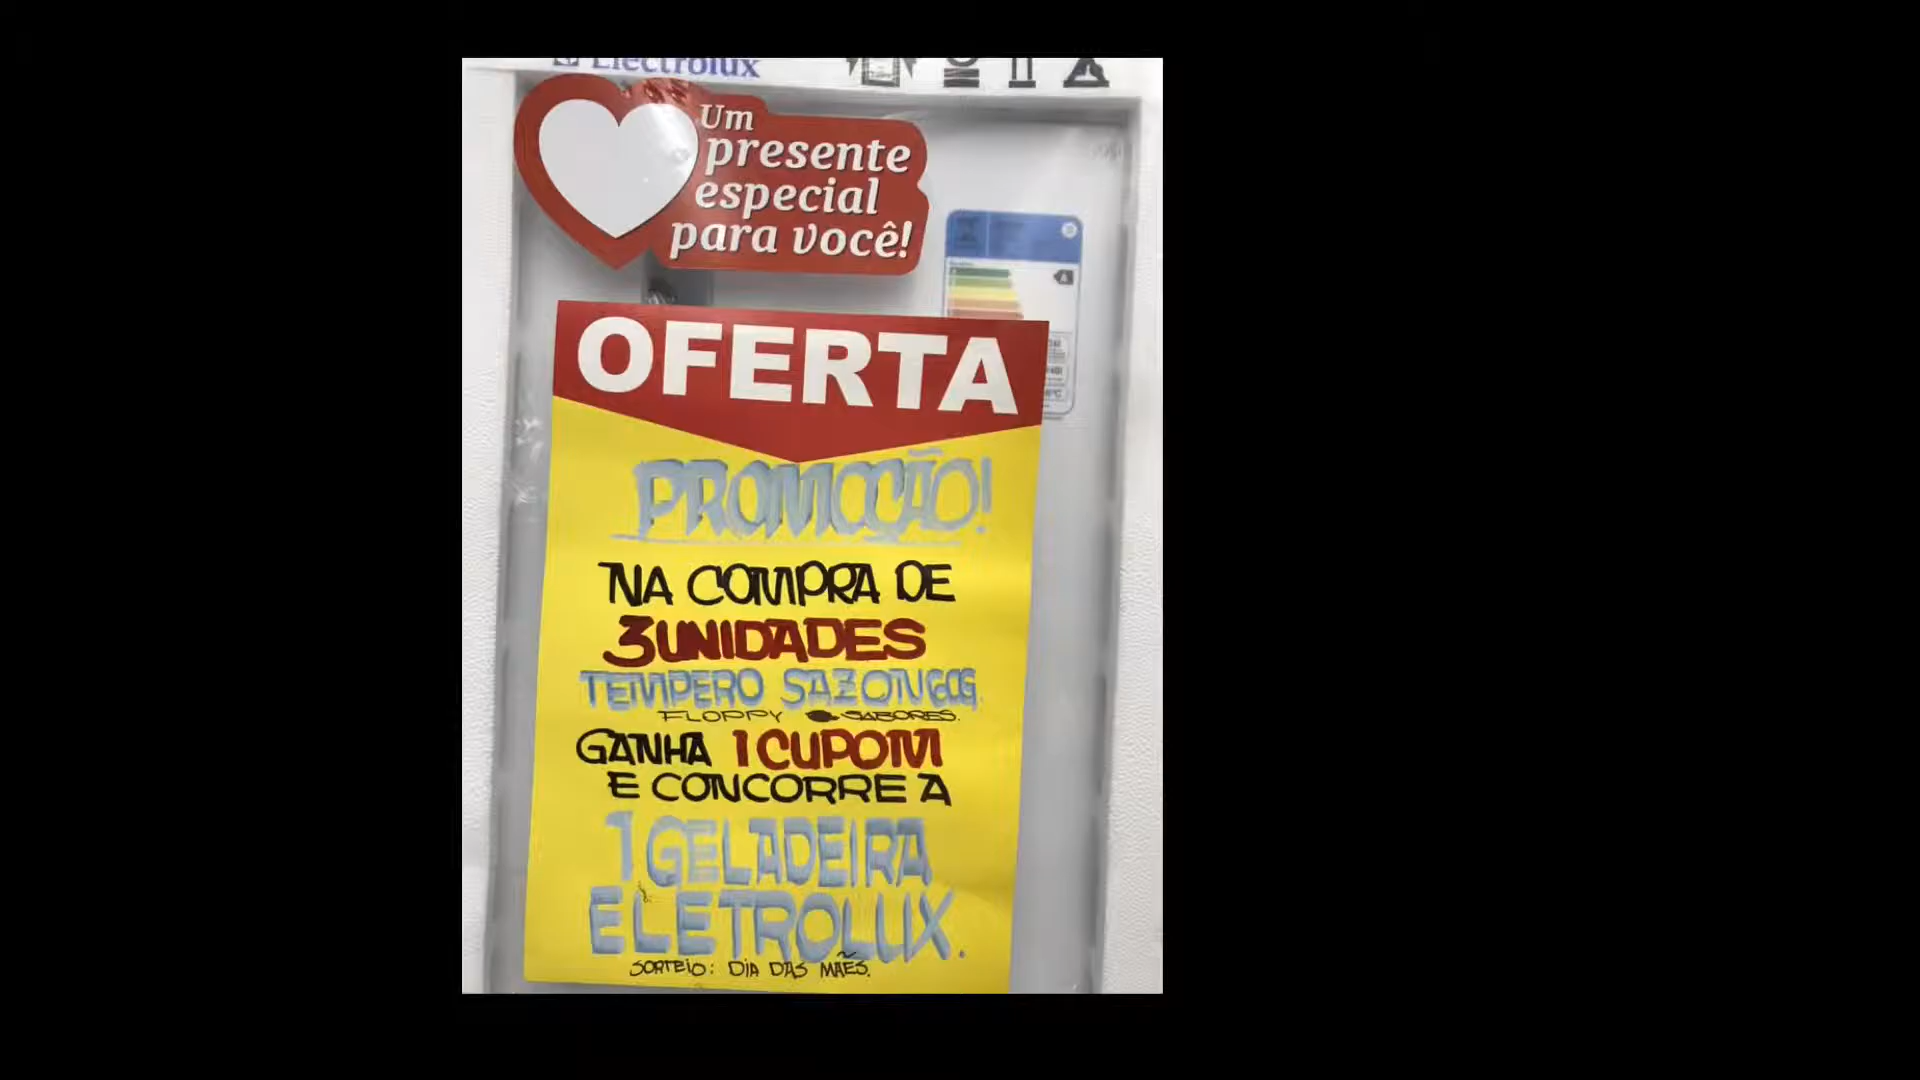 Electrolux
Um
presente
especial
para você!
OFERTA
PROMOÇÃO!
NA COMPRA DE
3 UNIDADES
TEMPERO SAZON 60G.
SABORES.
GANHA 1 CUPOM
E CONCORRE A
1 GELADEIRA
ELETROLUX.
SORTEIO: DIA DAS MÃES.